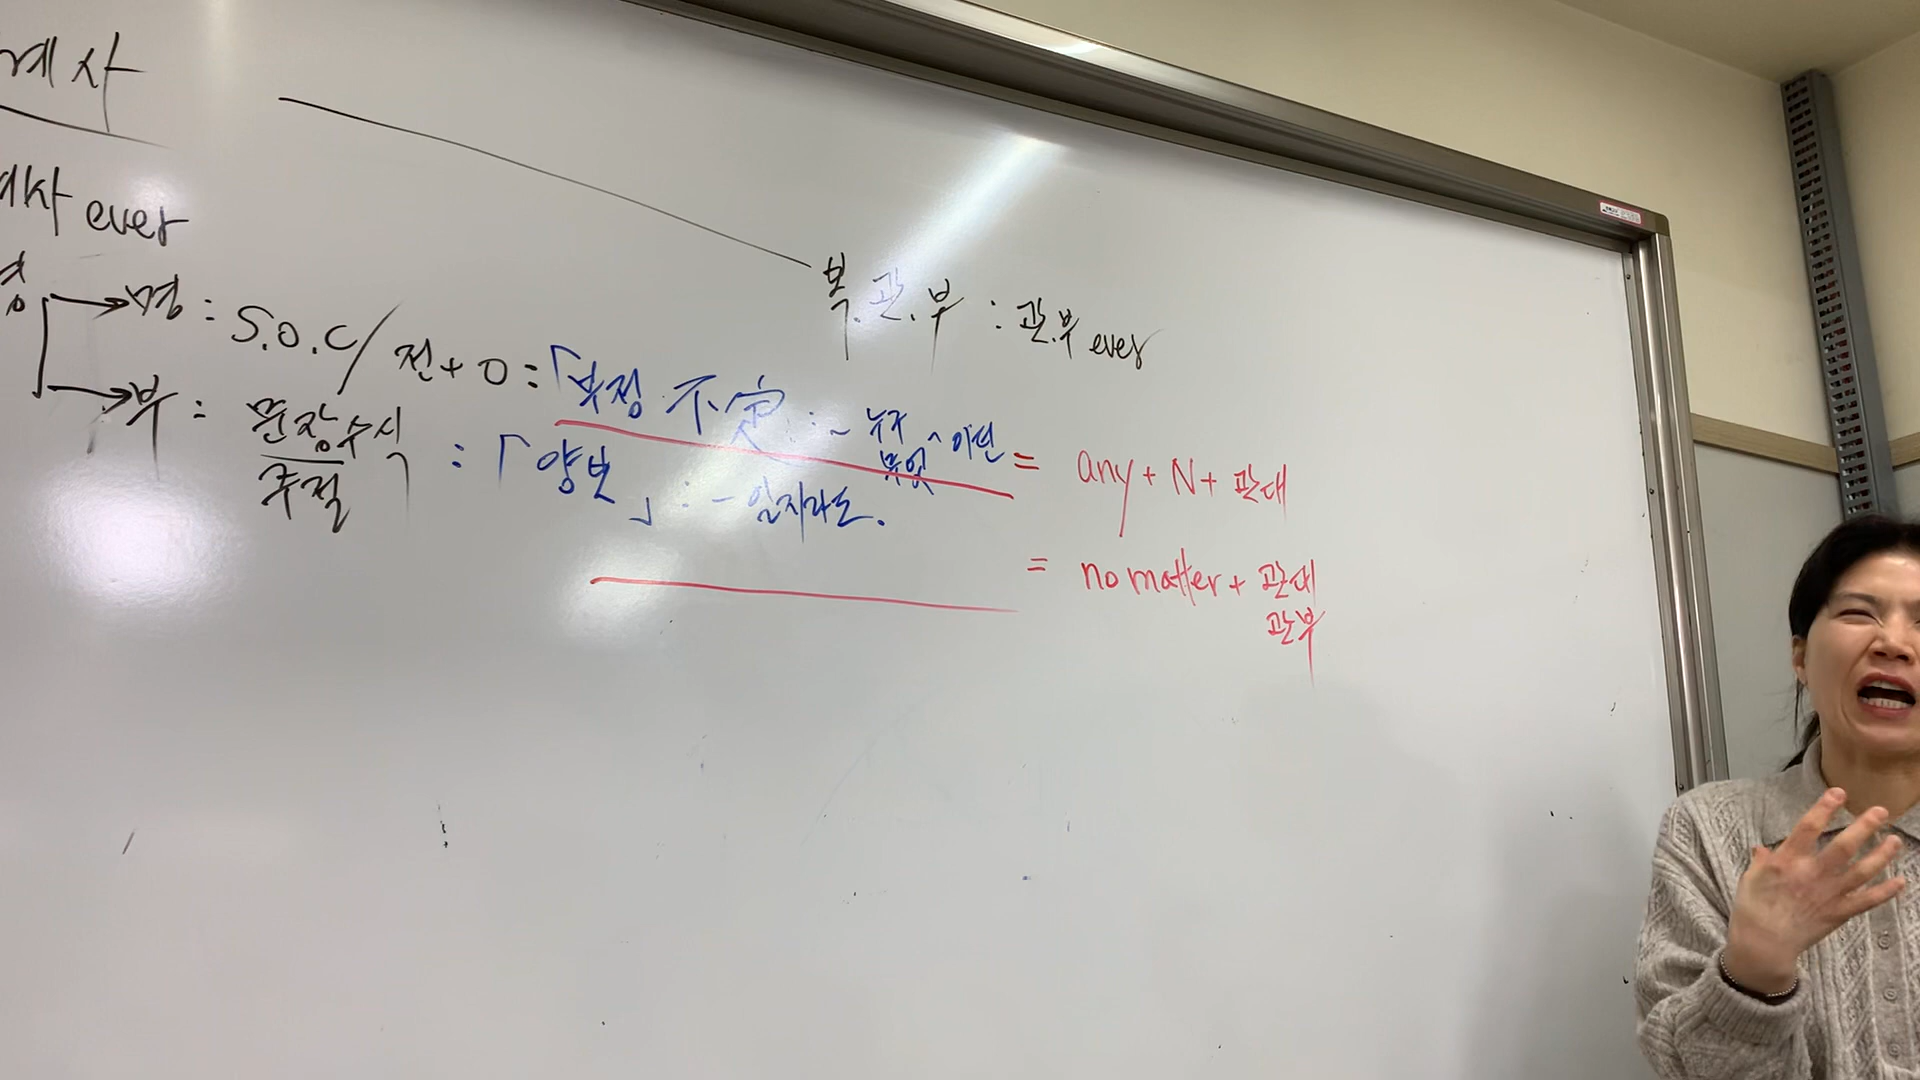 계사
계사 ever
명 : S.O.C / 전+O = 「부정 不定 : ~ 누구 무엇 이던 = any + N + 관대
부 : 문장수식 주절 : 「양보」 : ~일지라도. = no matter + 관대 관부
복.관.부 : 관.부 ever